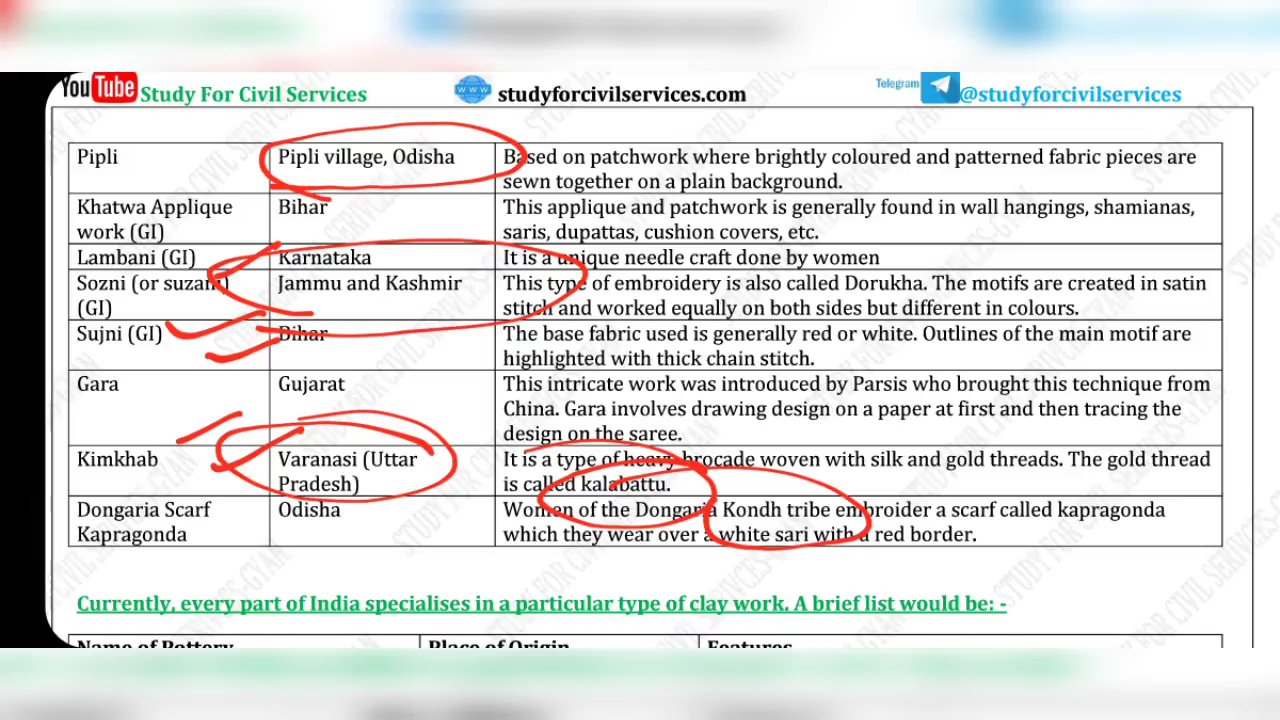 YouTube Study For Civil Services www studyforcivilservices.com Telegram @studyforcivilservices
Pipli Pipli village, Odisha Based on patchwork where brightly coloured and patterned fabric pieces are
sewn together on a plain background.
Khatwa Applique Bihar This applique and patchwork is generally found in wall hangings, shamianas,
work (GI) saris, dupattas, cushion covers, etc.
Lambani (GI) Karnataka It is a unique needle craft done by women
Sozni (or suzani) Jammu and Kashmir This type of embroidery is also called Dorukha. The motifs are created in satin
(GI) stitch and worked equally on both sides but different in colours.
Sujni (GI) Bihar The base fabric used is generally red or white. Outlines of the main motif are
highlighted with thick chain stitch.
Gara Gujarat This intricate work was introduced by Parsis who brought this technique from
China. Gara involves drawing design on a paper at first and then tracing the
design on the saree.
Kimkhab Varanasi (Uttar It is a type of heavy brocade woven with silk and gold threads. The gold thread
Pradesh) is called kalabattu.
Dongaria Scarf Odisha Women of the Dongaria Kondh tribe embroider a scarf called kapragonda
Kapragonda which they wear over a white sari with a red border.
Currently, every part of India specialises in a particular type of clay work. A brief list would be: -
Name of Pottery Place of Origin Features